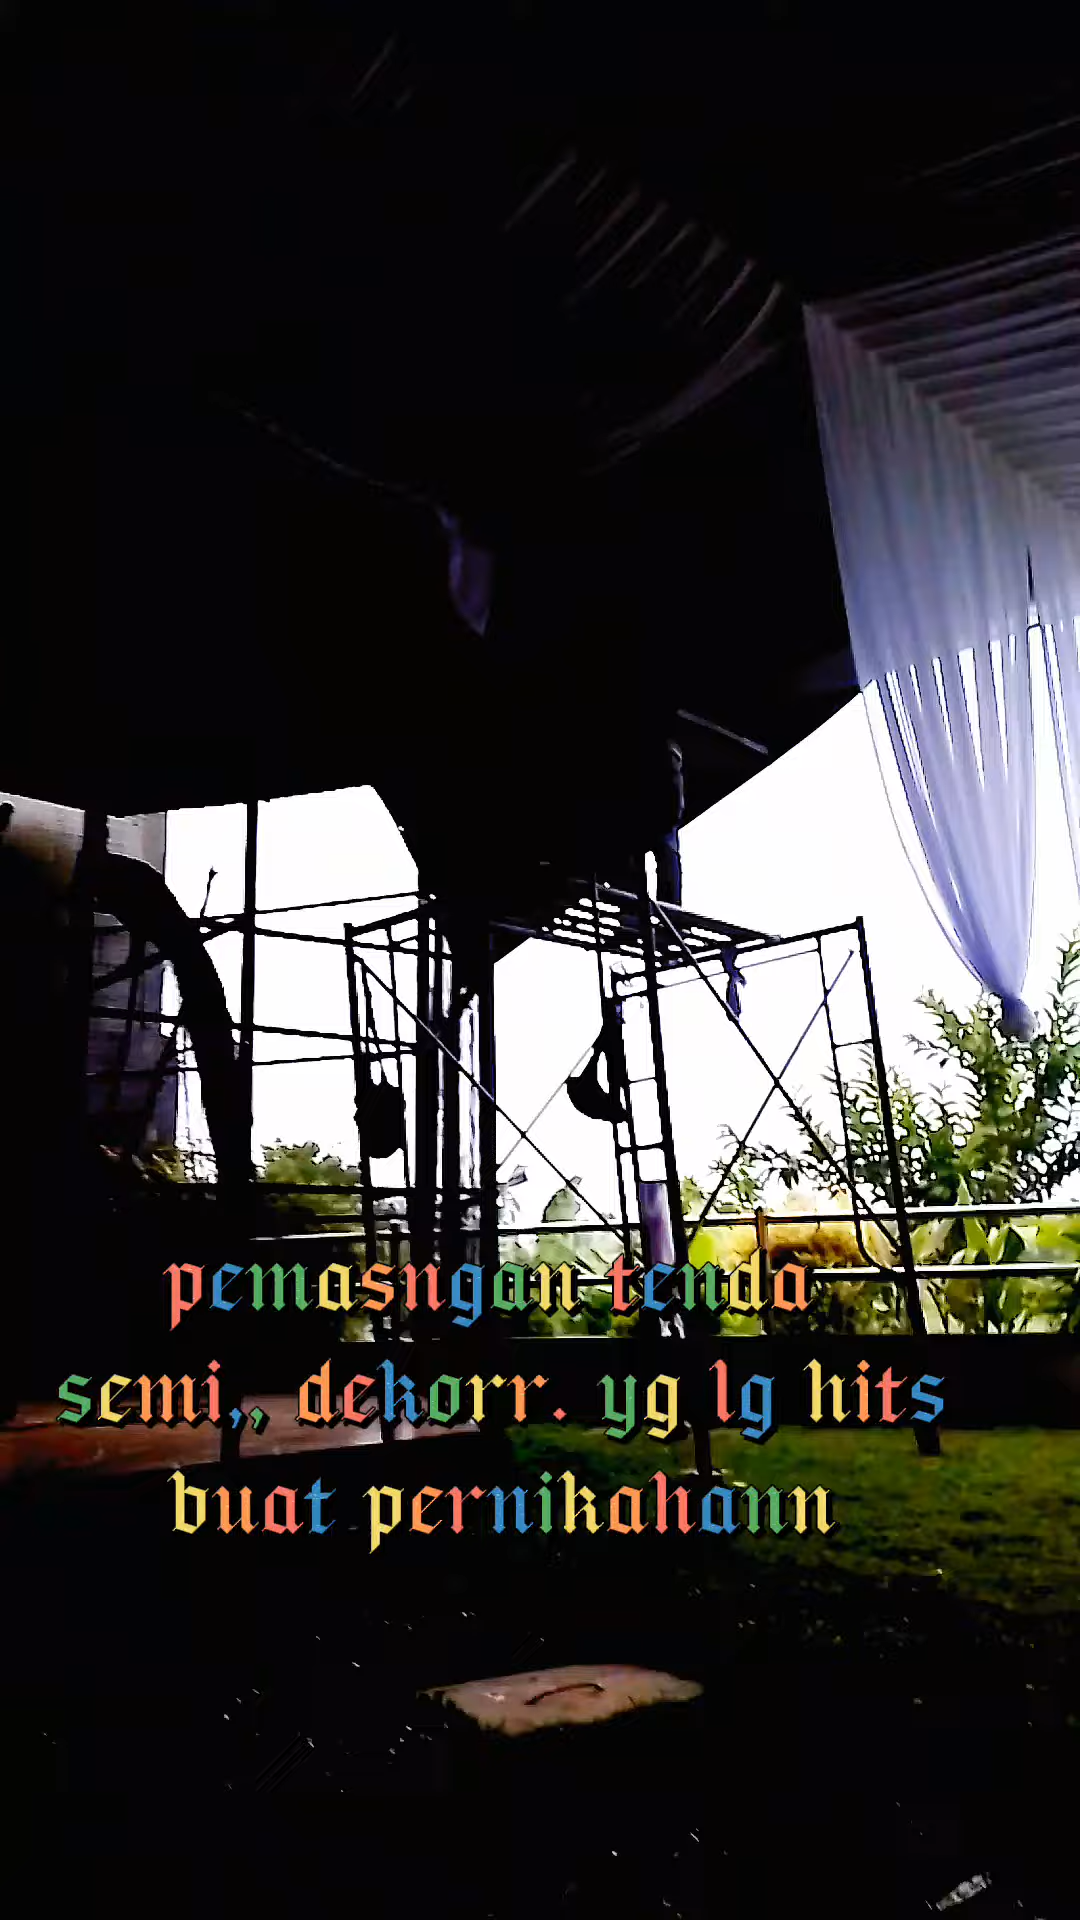 pemasngan tenda
semi,, dekorr. yg lg hits
buat pernikahann